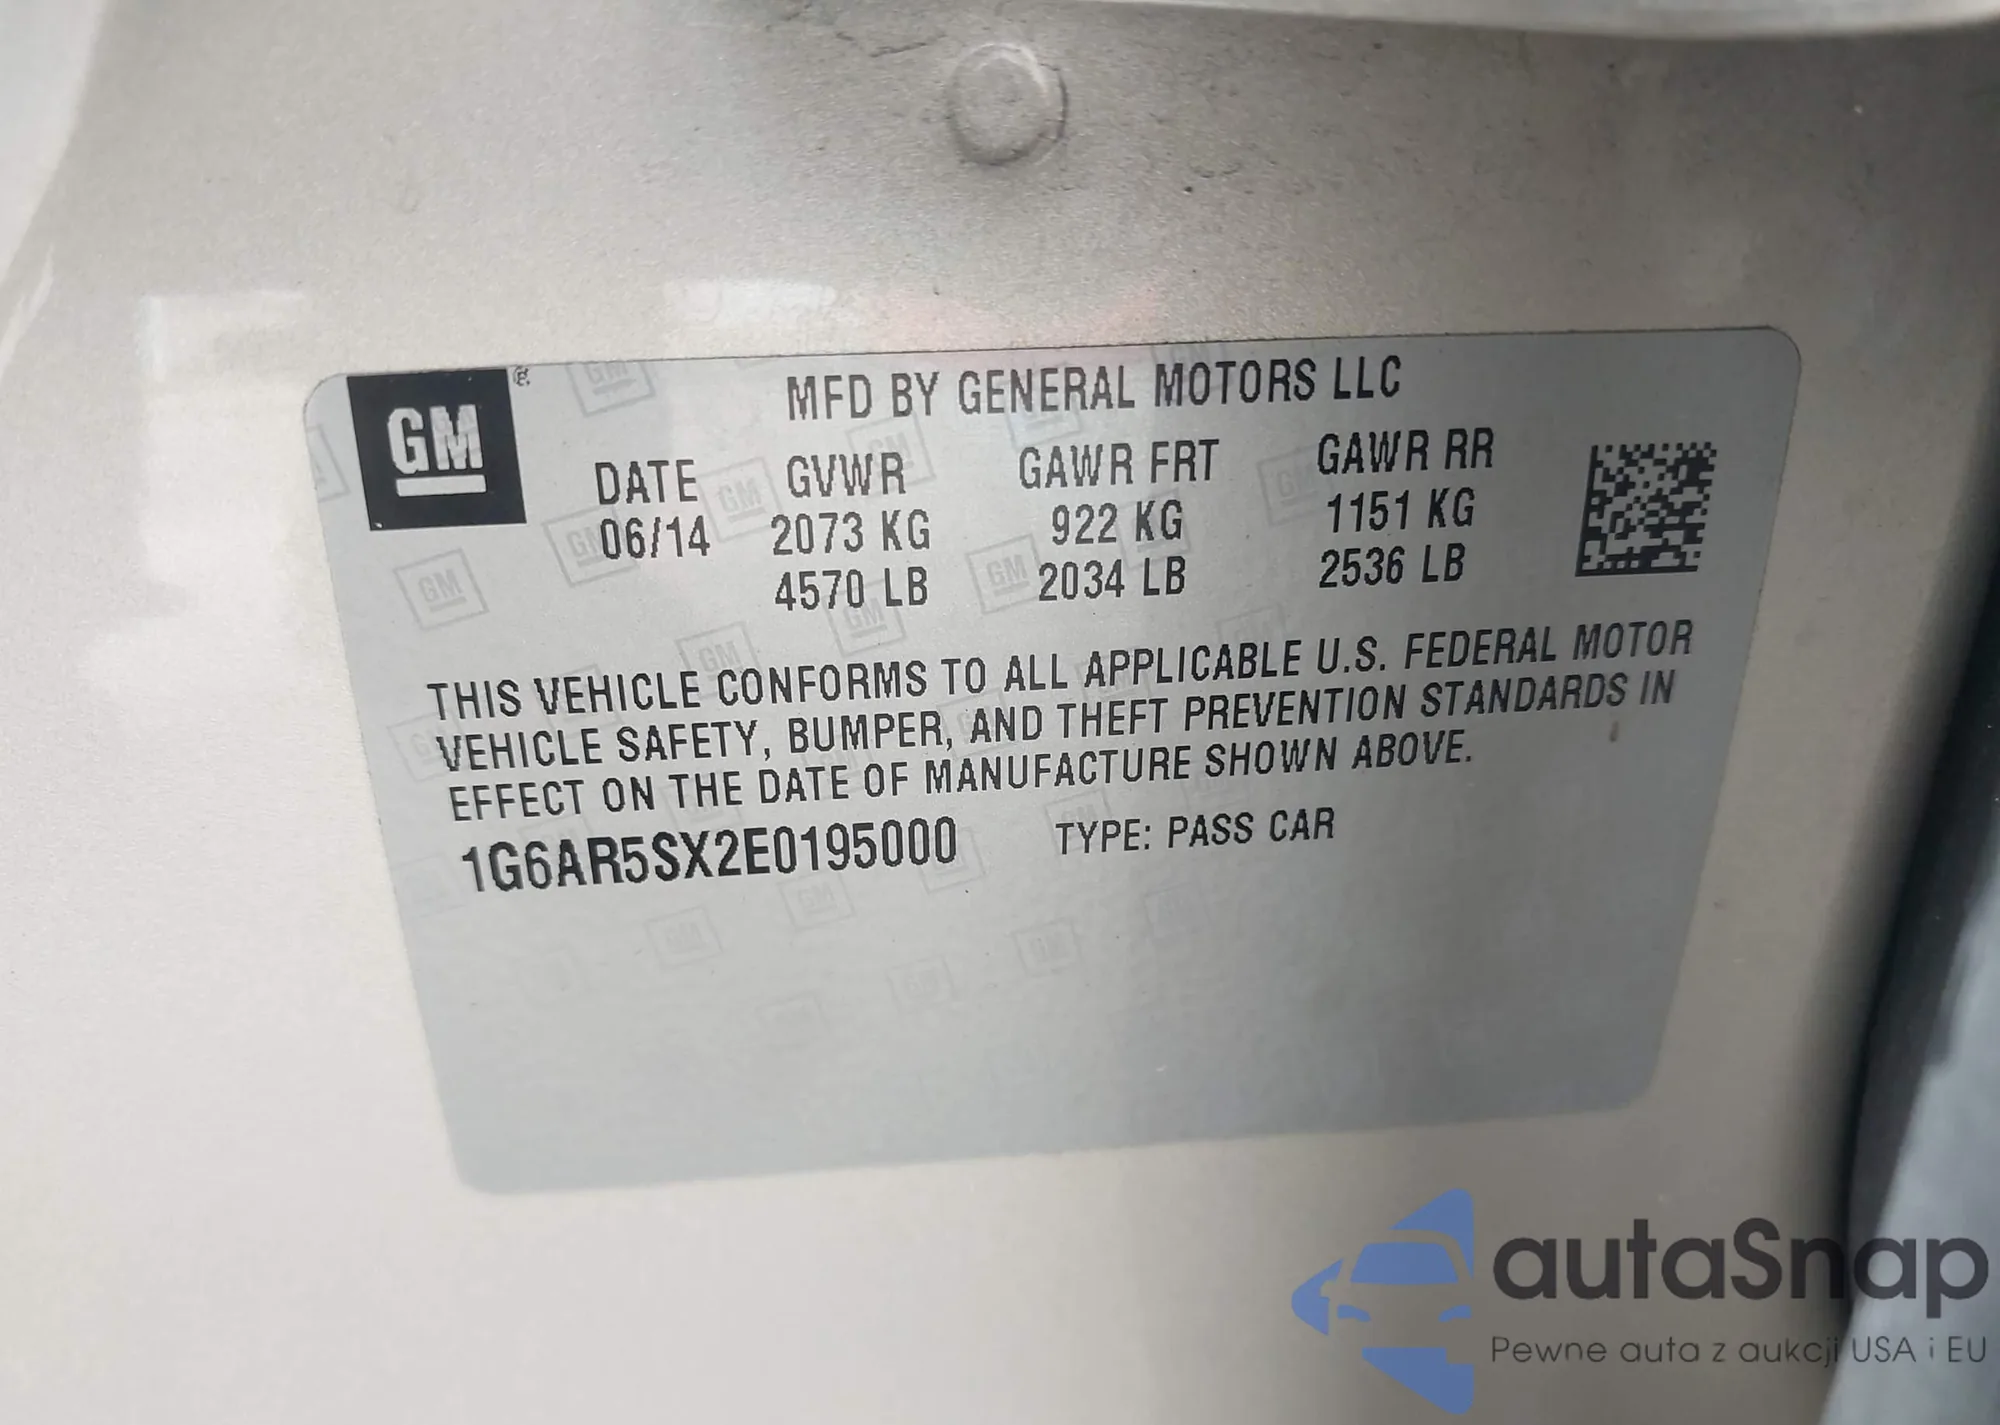 GM
MFD BY GENERAL MOTORS LLC
DATE GVWR GAWR FRT GAWR RR
06/14 2073 KG 922 KG 1151 KG
4570 LB 2034 LB 2536 LB
THIS VEHICLE CONFORMS TO ALL APPLICABLE U.S. FEDERAL MOTOR
VEHICLE SAFETY, BUMPER, AND THEFT PREVENTION STANDARDS IN
EFFECT ON THE DATE OF MANUFACTURE SHOWN ABOVE.
1G6AR5SX2E0195000 TYPE: PASS CAR
autaSnap
Pewne auta z aukcji USA i EU